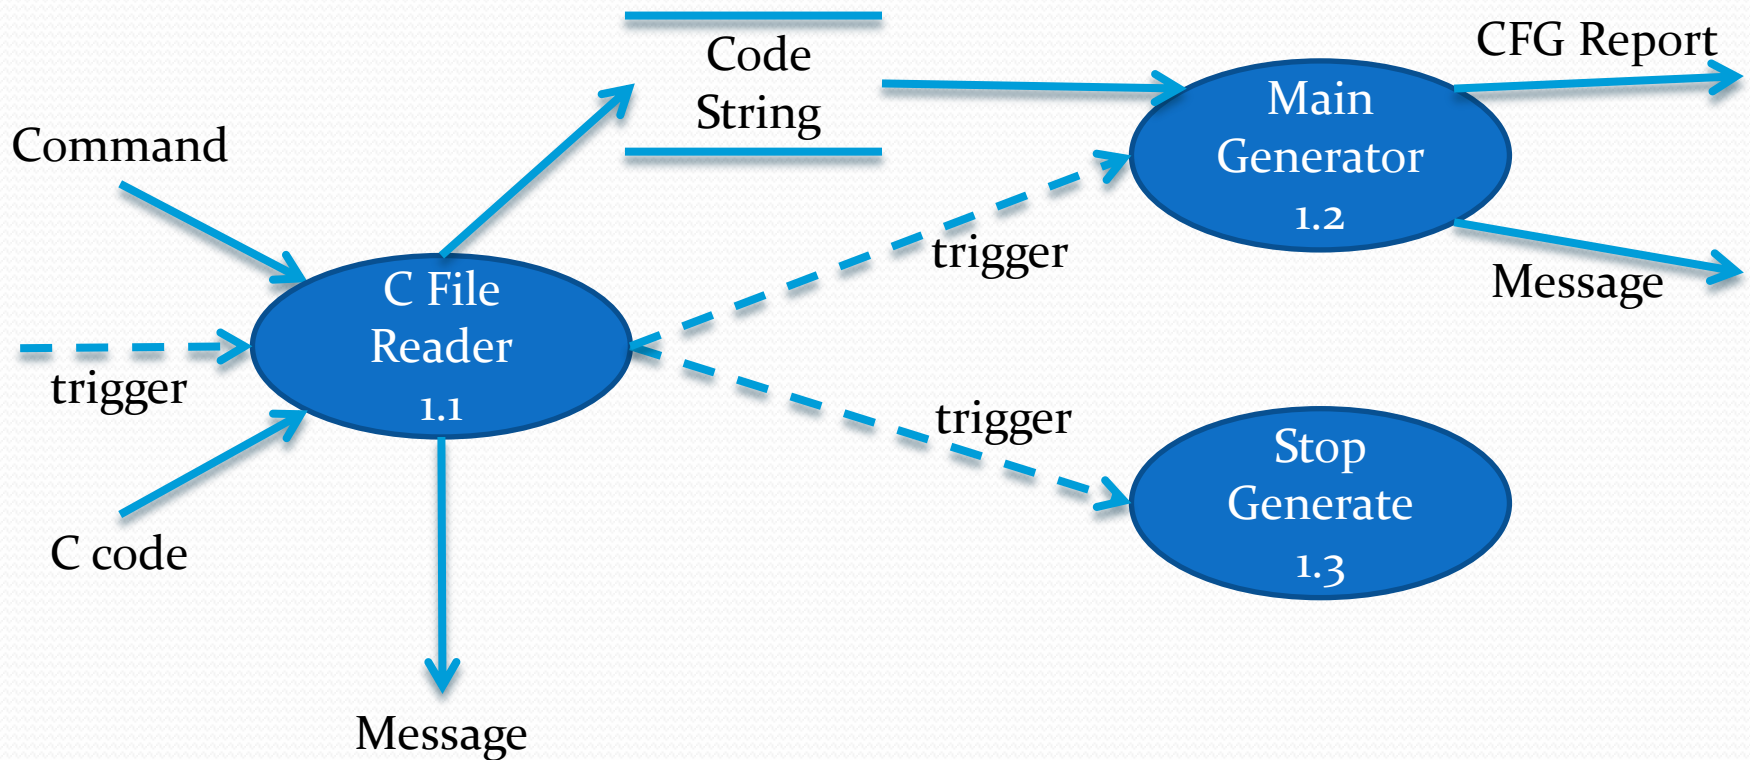 Code
String
CFG Report
Main
Generator
1.2
Command
trigger
Message
C File
Reader
1.1
trigger
trigger
Stop
Generate
1.3
C code
Message